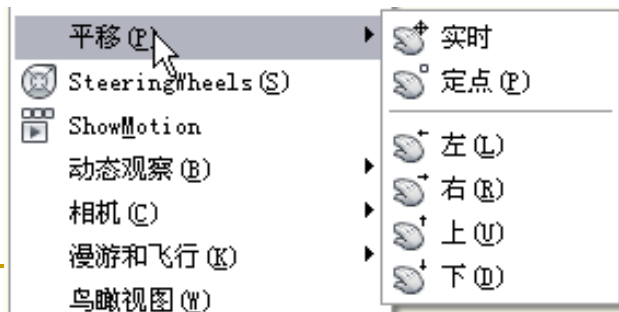 平移(P)
SteeringWheels(S)
ShowMotion
动态观察(B)
相机(C)
漫游和飞行(K)
鸟瞰视图(W)
实时
定点(P)
左(L)
右(R)
上(U)
下(D)